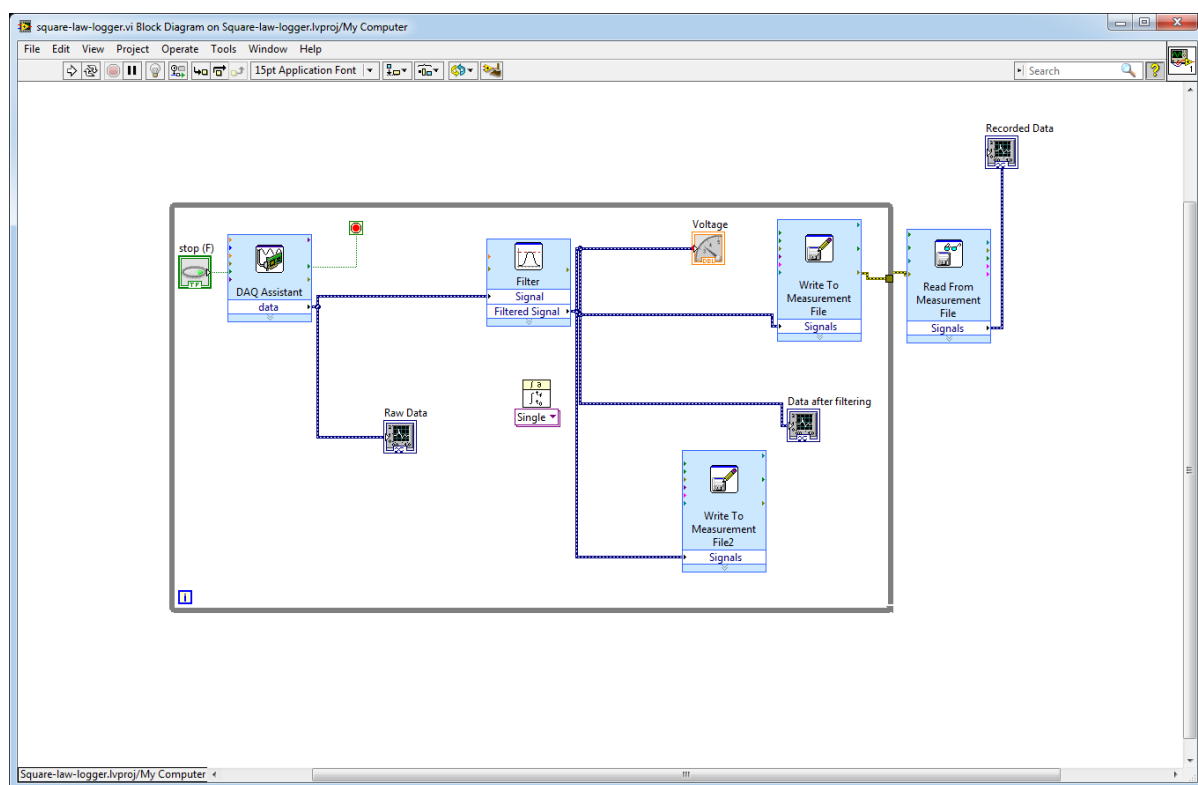 square-law-logger.vi Block Diagram on Square-law-logger.lvproj/My Computer
File Edit View Project Operate Tools Window Help
15pt Application Font
Search
1
Recorded Data
stop (F)
TF
DAQ Assistant
data
Filter
Signal
Filtered Signal
Voltage
DBL
Write To
Measurement
File
Signals
Read From
Measurement
File
Signals
Single
Raw Data
Data after filtering
Write To
Measurement
File2
Signals
i
Square-law-logger.lvproj/My Computer